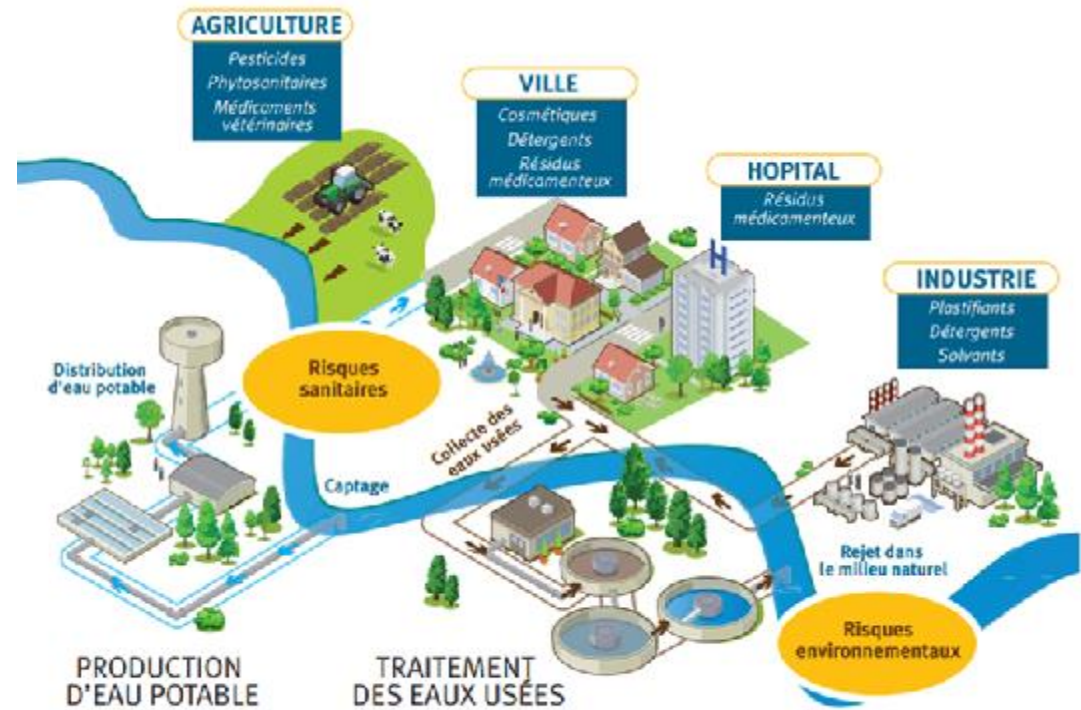 AGRICULTURE
Pesticides
Phytosanitaires
Médicaments
vétérinaires
VILLE
Cosmétiques
Détergents
Résidus
médicamenteux
HOPITAL
Résidus
médicamenteux
INDUSTRIE
Plastifiants
Détergents
Solvants
H
Distribution
d'eau potable
Risques
sanitaires
Collecte des
eaux usées
Captage
Rejet dans
le milieu naturel
Risques
environnementaux
PRODUCTION
D'EAU POTABLE
TRAITEMENT
DES EAUX USÉES